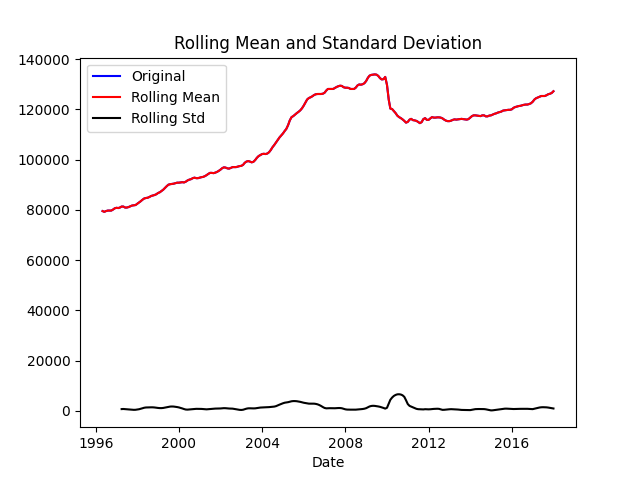 Rolling Mean and Standard Deviation
140000
120000
100000
80000
60000
40000
20000
0
Original
Rolling Mean
Rolling Std
1996 2000 2004 2008 2012 2016
Date